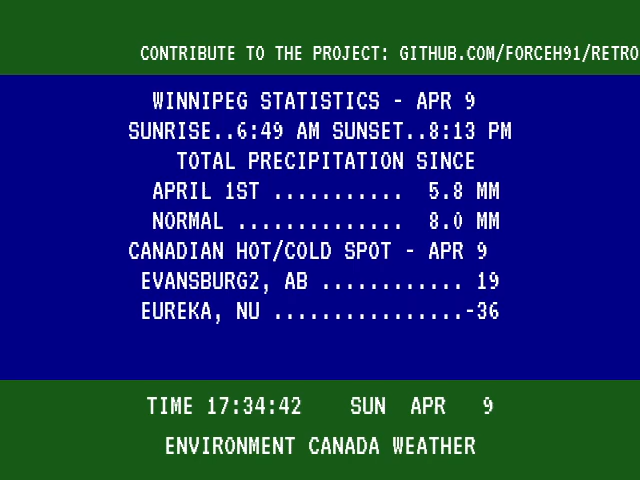 CONTRIBUTE TO THE PROJECT: GITHUB.COM/FORCEH91/RETRO
WINNIPEG STATISTICS - APR 9
SUNRISE..6:49 AM SUNSET..8:13 PM
TOTAL PRECIPITATION SINCE
APRIL 1ST ........... 5.8 MM
NORMAL .............. 8.0 MM
CANADIAN HOT/COLD SPOT - APR 9
EVANSBURG2, AB ............ 19
EUREKA, NU ................-36
TIME 17:34:42 SUN APR 9
ENVIRONMENT CANADA WEATHER